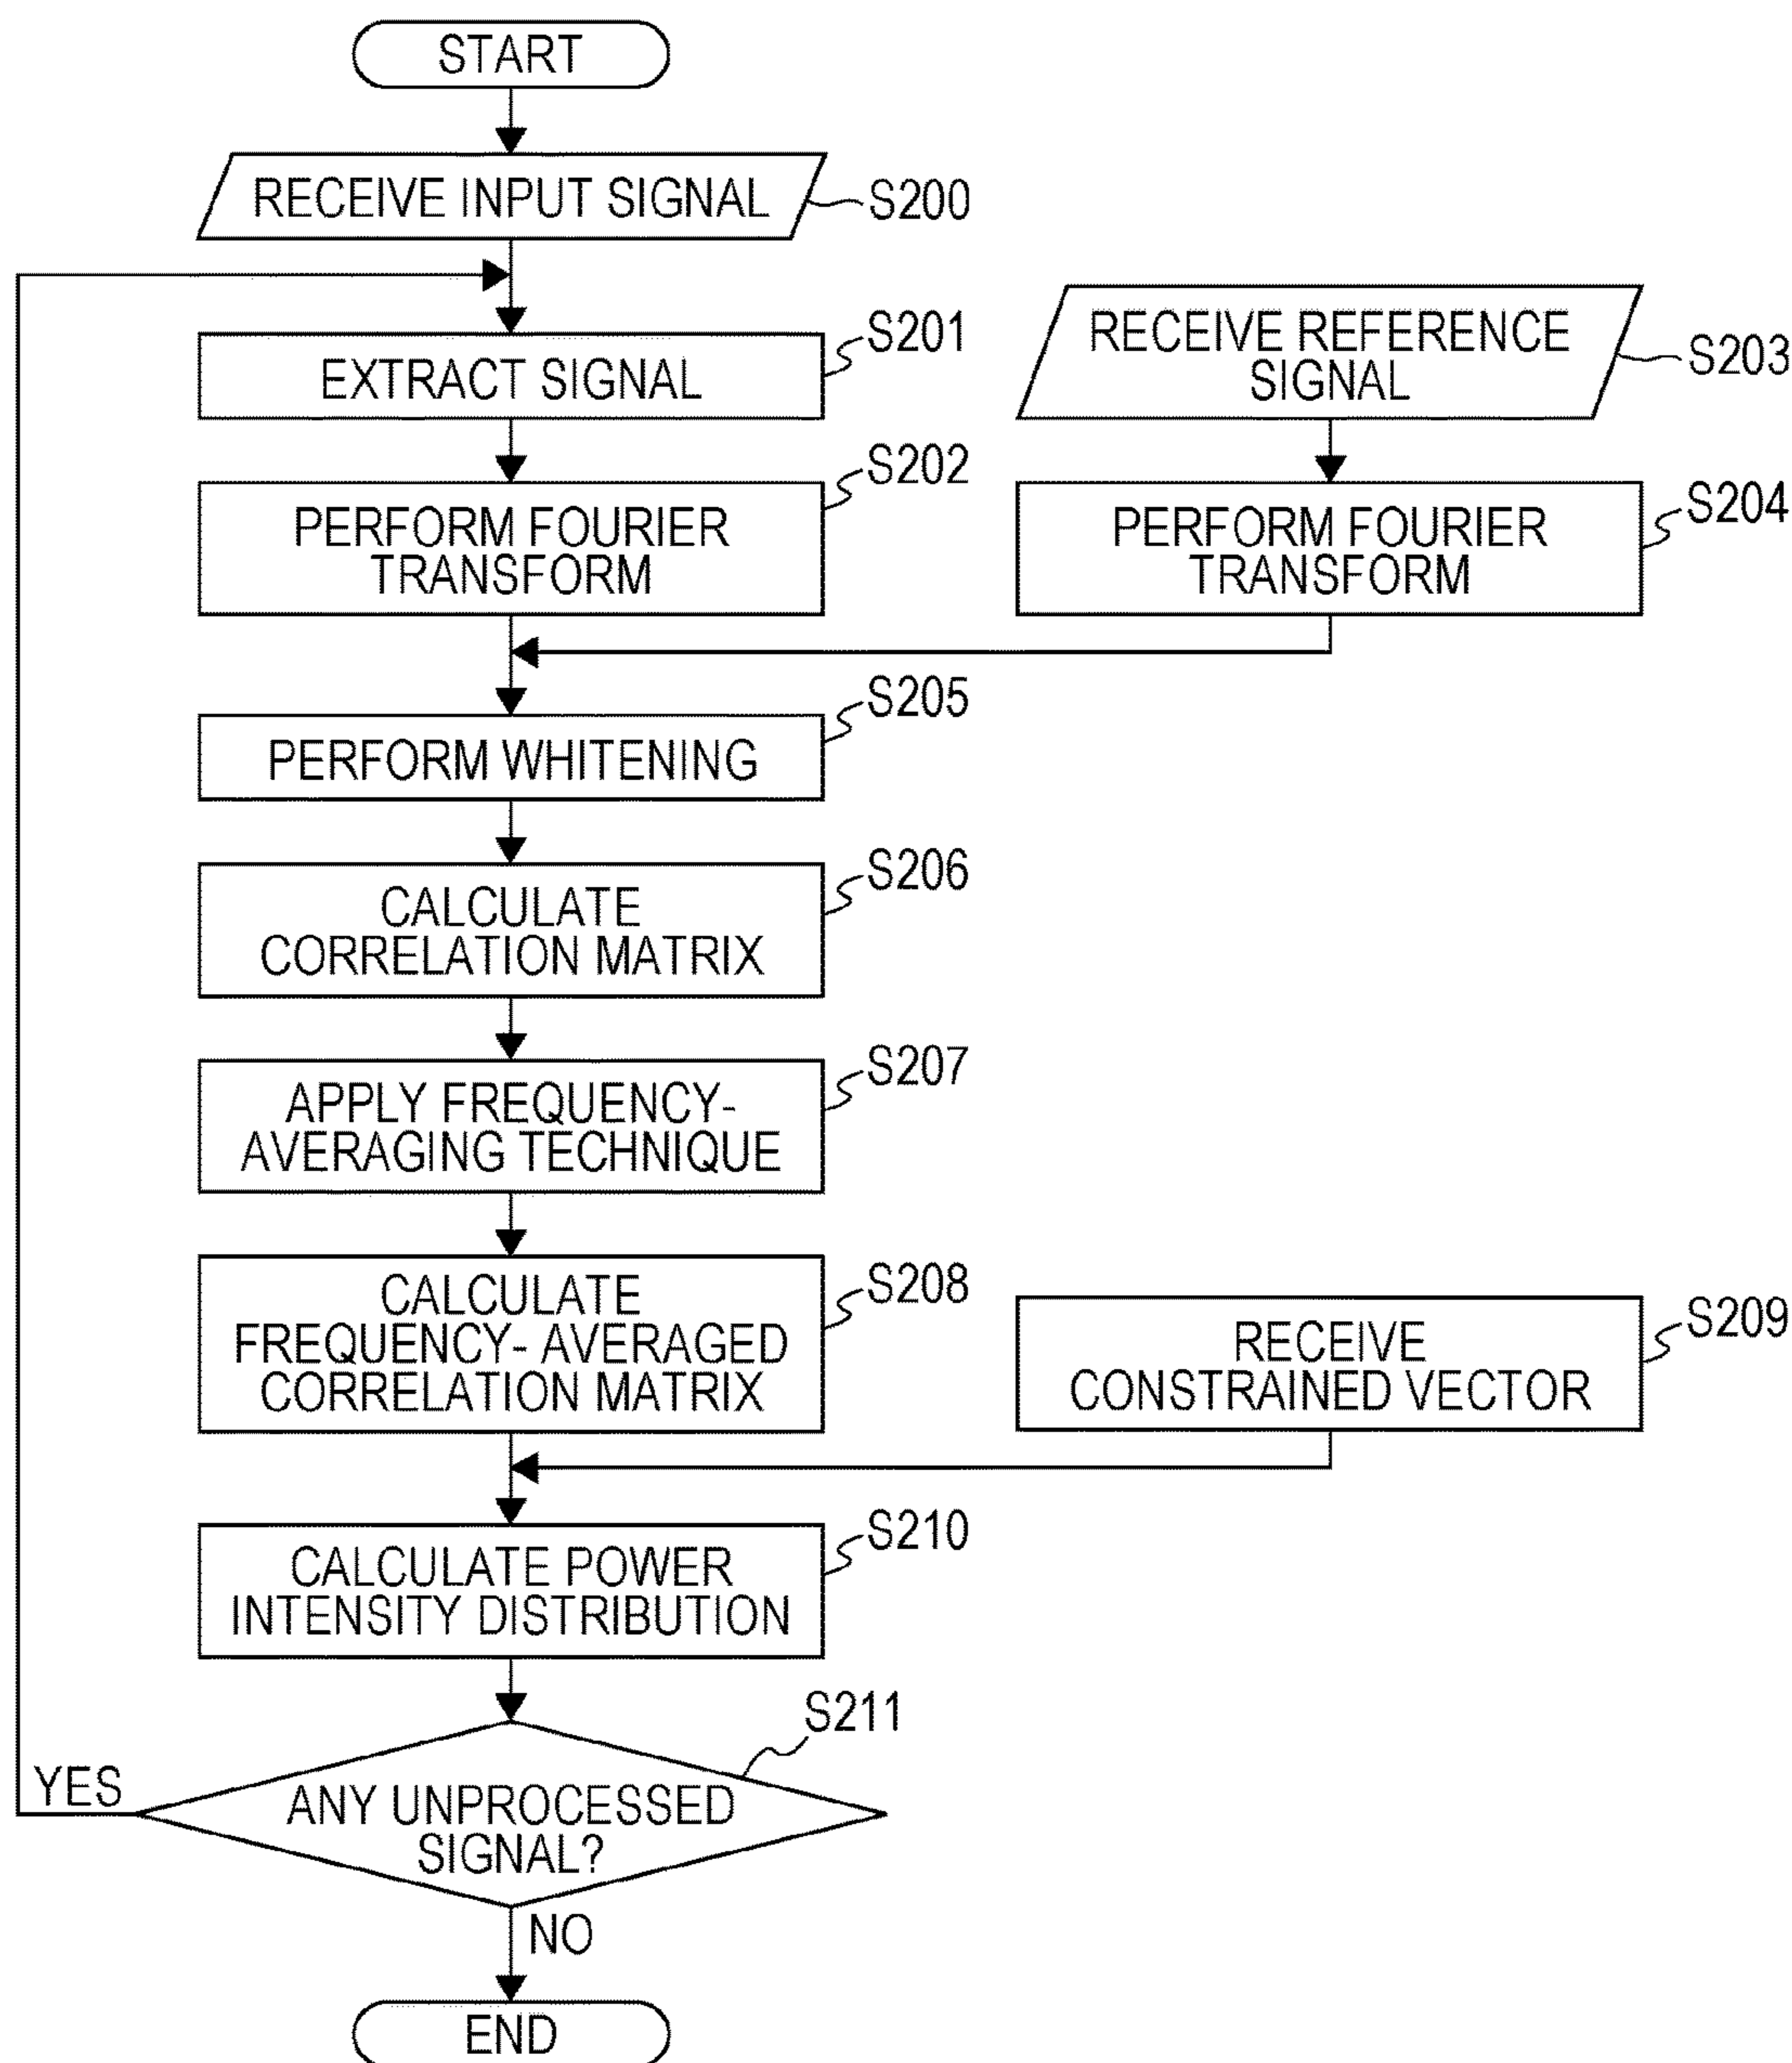 START
RECEIVE INPUT SIGNAL
S200
EXTRACT SIGNAL
S201
PERFORM FOURIER
TRANSFORM
S202
RECEIVE REFERENCE
SIGNAL
S203
PERFORM FOURIER
TRANSFORM
S204
PERFORM WHITENING
S205
CALCULATE
CORRELATION MATRIX
S206
APPLY FREQUENCY-
AVERAGING TECHNIQUE
S207
CALCULATE
FREQUENCY- AVERAGED
CORRELATION MATRIX
S208
RECEIVE
CONSTRAINED VECTOR
S209
CALCULATE POWER
INTENSITY DISTRIBUTION
S210
ANY UNPROCESSED
SIGNAL?
S211
YES
NO
END